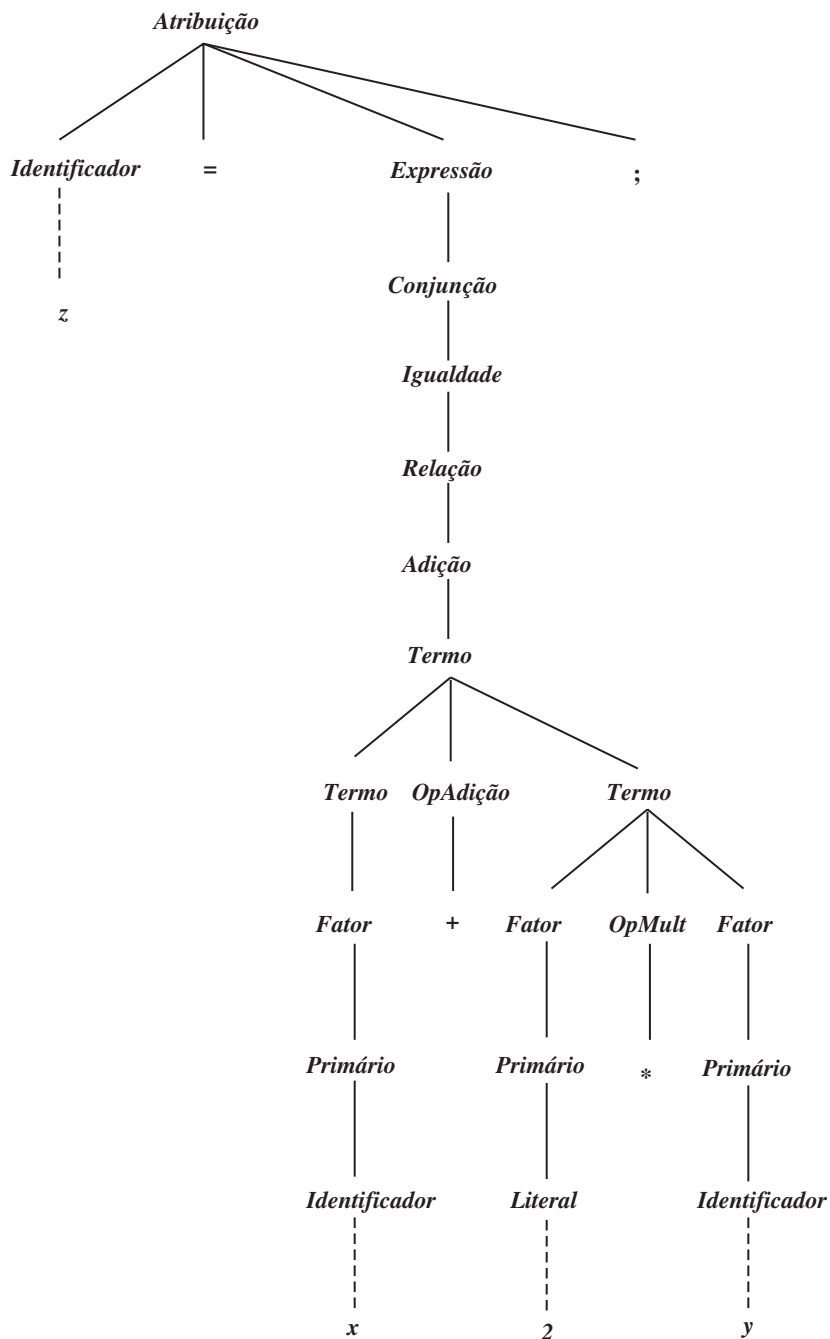 Atribuição
Identificador = Expressão ;
z
Conjunção
Igualdade
Relação
Adição
Termo
Termo OpAdição Termo
Fator + Fator OpMult Fator
Primário Primário * Primário
Identificador Literal Identificador
x 2 y